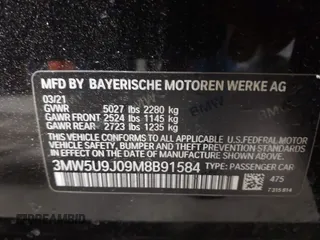 MFD BY BAYERISCHE MOTOREN WERKE AG
03/21
GVWR 5027 lbs 2280 kg
GAWR FRONT 2524 lbs 1145 kg
GAWR REAR 2723 lbs 1235 kg
THIS VEHICLE CONFORMS TO ALL APPLICABLE U.S. FEDERAL MOTOR
VEHICLE SAFETY, BUMPER, AND THEFT PREVENTION STANDARDS IN
EFFECT ON THE DATE OF MANUFACTURE SHOWN ABOVE.
3MW5U9J09M8B91584 TYPE: PASSENGER CAR
475